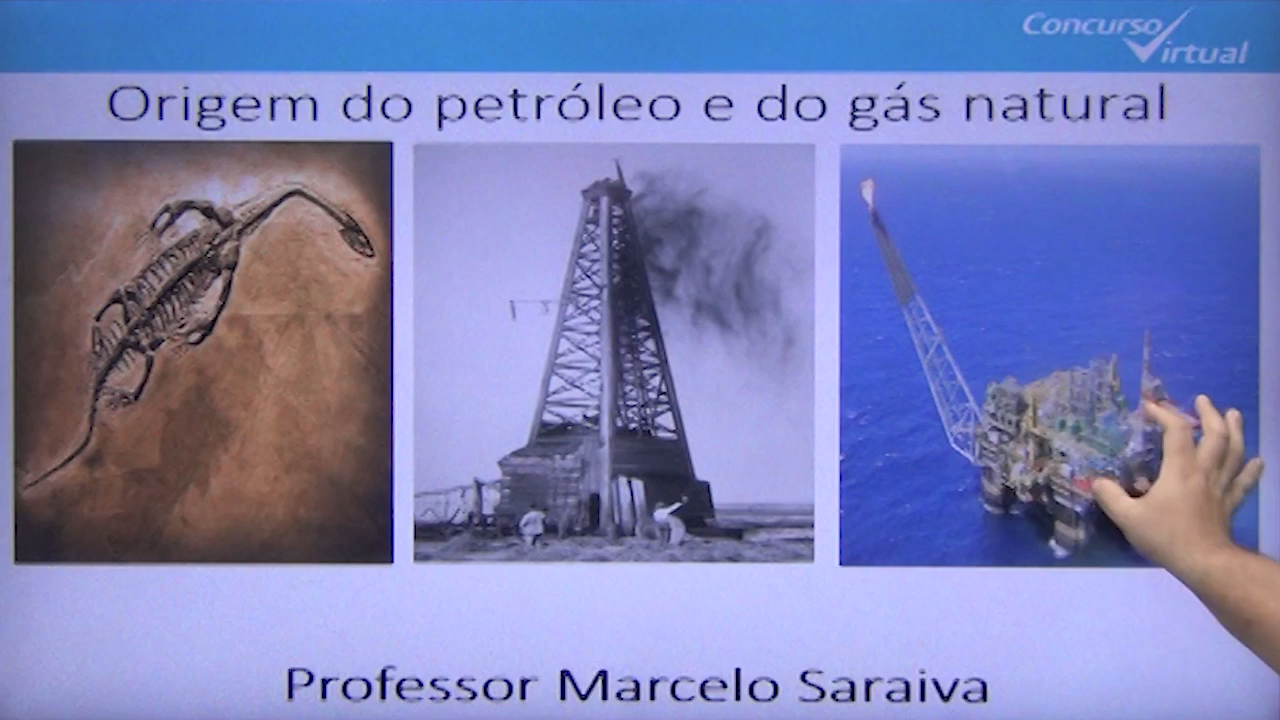 Concurso
Virtual
Origem do petróleo e do gás natural
Professor Marcelo Saraiva